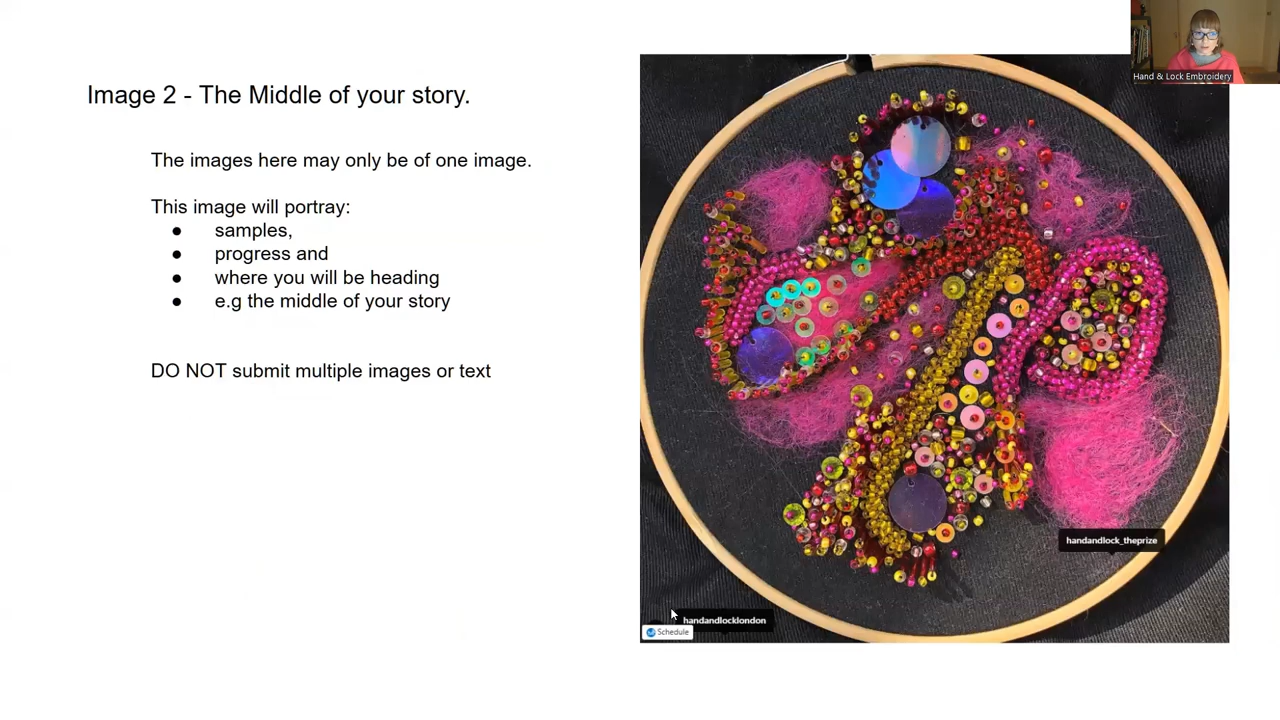 Hand & Lock Embroidery
Image 2 - The Middle of your story.
The images here may only be of one image.
This image will portray:
● samples,
● progress and
● where you will be heading
● e.g the middle of your story
DO NOT submit multiple images or text
handandlock_theprize
handandlocklondon
Schedule